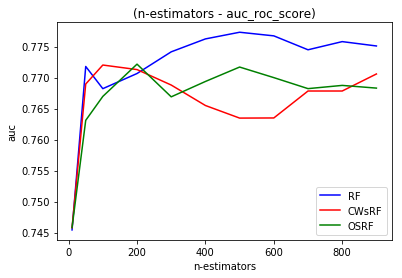 (n-estimators - auc_roc_score)
0.775
0.770
0.765
0.760
0.755
0.750
0.745
auc
0 200 400 600 800
n-estimators
RF
CWsRF
OSRF